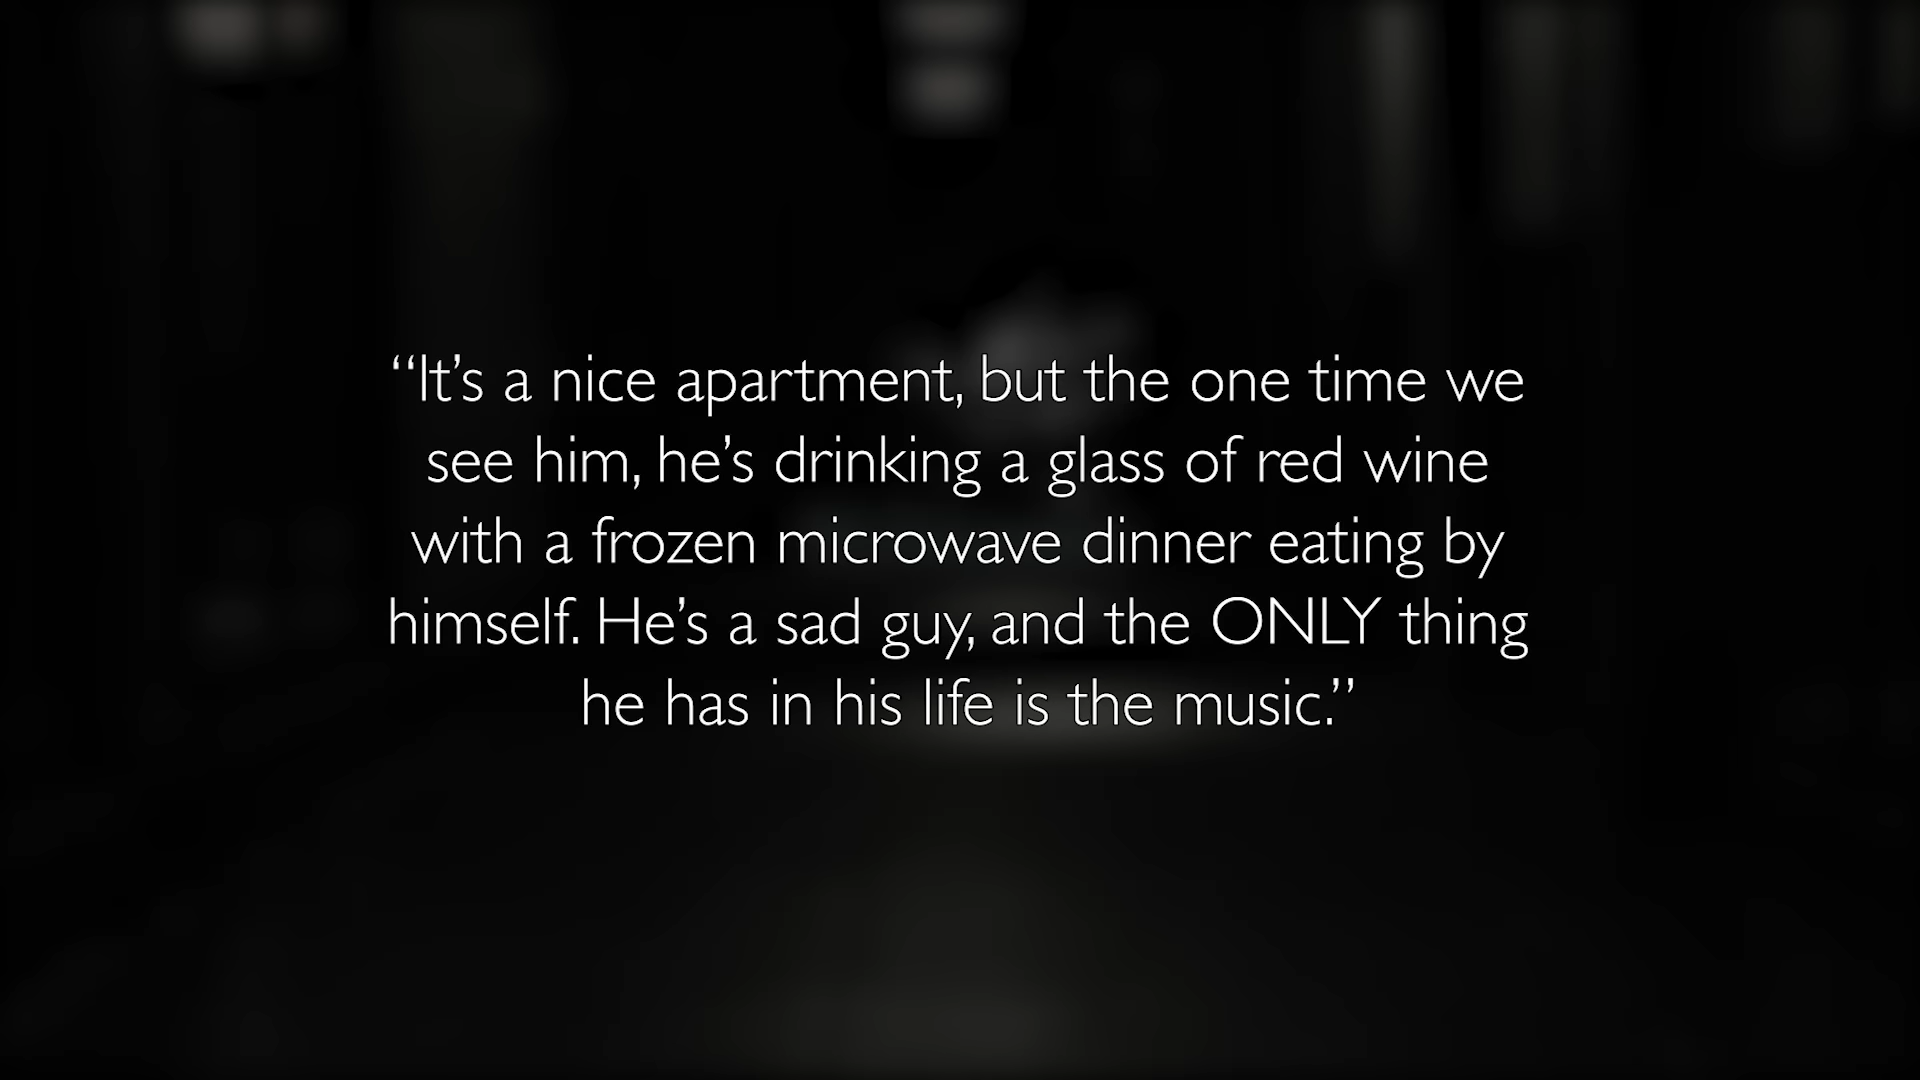 “It’s a nice apartment, but the one time we
see him, he’s drinking a glass of red wine
with a frozen microwave dinner eating by
himself. He’s a sad guy, and the ONLY thing
he has in his life is the music.”